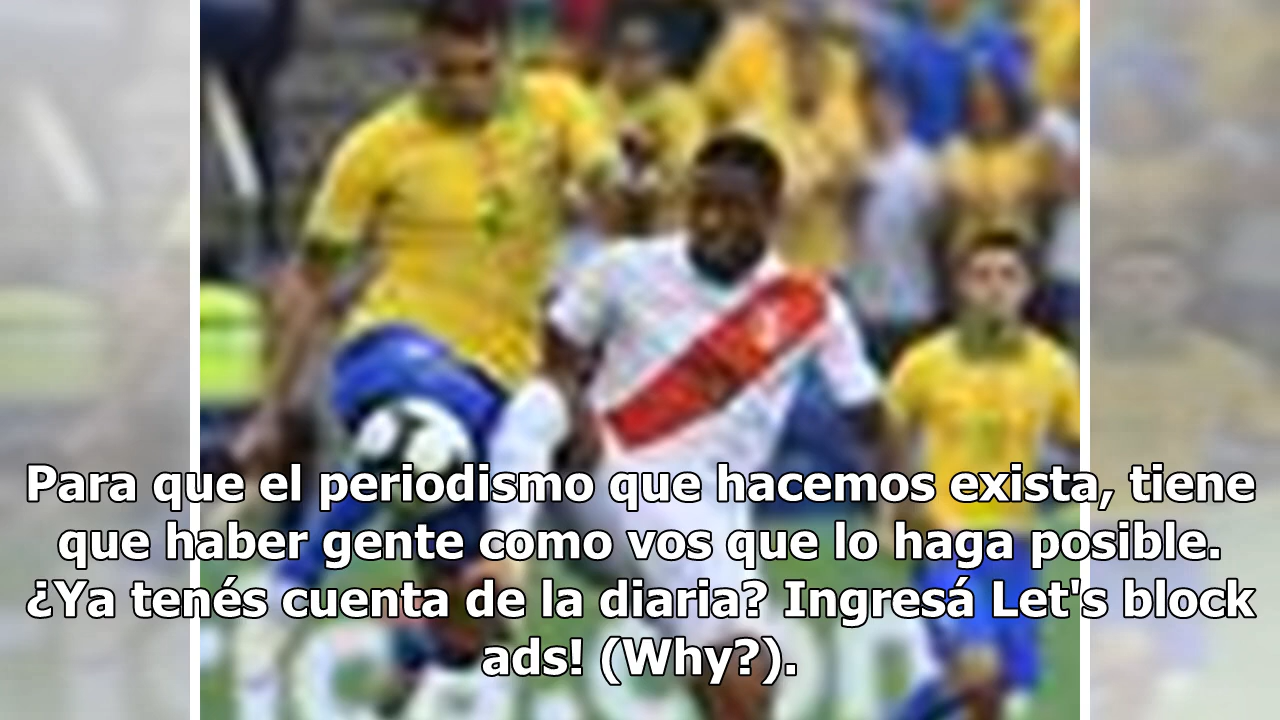 Para que el periodismo que hacemos exista, tiene
que haber gente como vos que lo haga posible.
¿Ya tenés cuenta de la diaria? Ingresá Let's block
ads! (Why?).